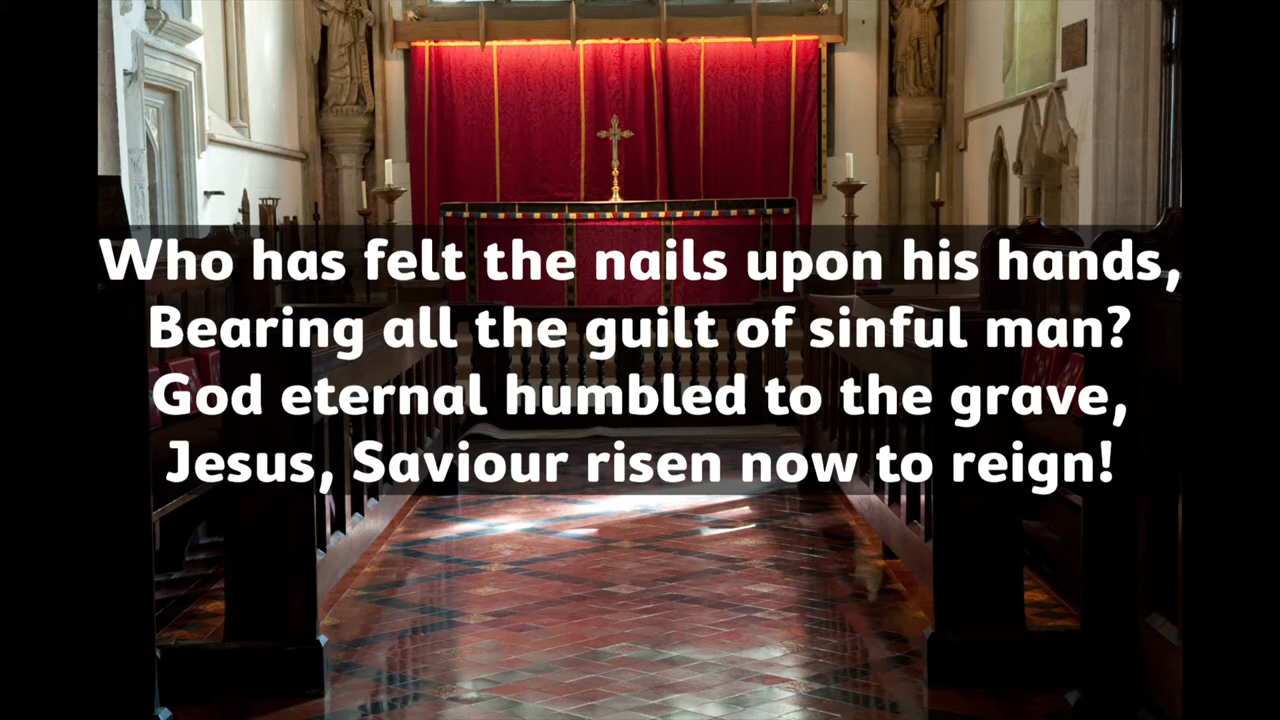 Who has felt the nails upon his hands,
Bearing all the guilt of sinful man?
God eternal humbled to the grave,
Jesus, Saviour risen now to reign!